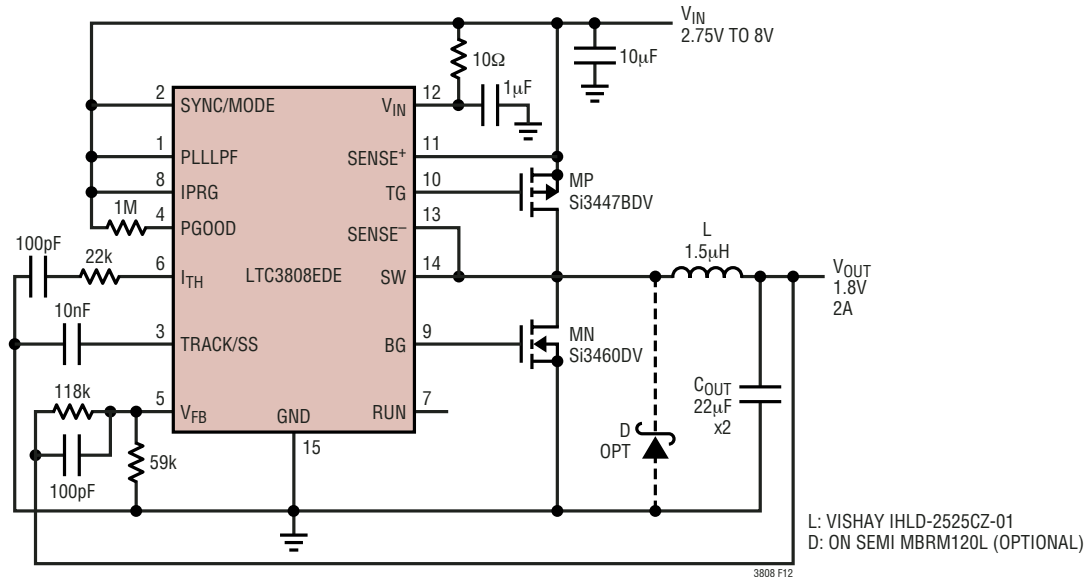 VIN
2.75V TO 8V
10Ω
10μF
1μF
2
SYNC/MODE
VIN
12
1
PLLLPF
SENSE+
11
8
IPRG
TG
10
MP
Si3447BDV
1M
4
PGOOD
SENSE−
13
100pF
22k
6
ITH
LTC3808EDE
SW
14
L
1.5μH
VOUT
1.8V
2A
10nF
3
TRACK/SS
BG
9
MN
Si3460DV
118k
5
VFB
GND
RUN
7
COUT
22μF
x2
15
D
OPT
59k
100pF
L: VISHAY IHLD-2525CZ-01
D: ON SEMI MBRM120L (OPTIONAL)
3808 F12